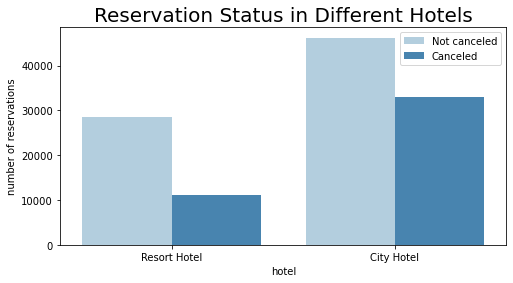 Reservation Status in Different Hotels
Not canceled
Canceled
number of reservations
40000
30000
20000
10000
0
Resort Hotel
City Hotel
hotel